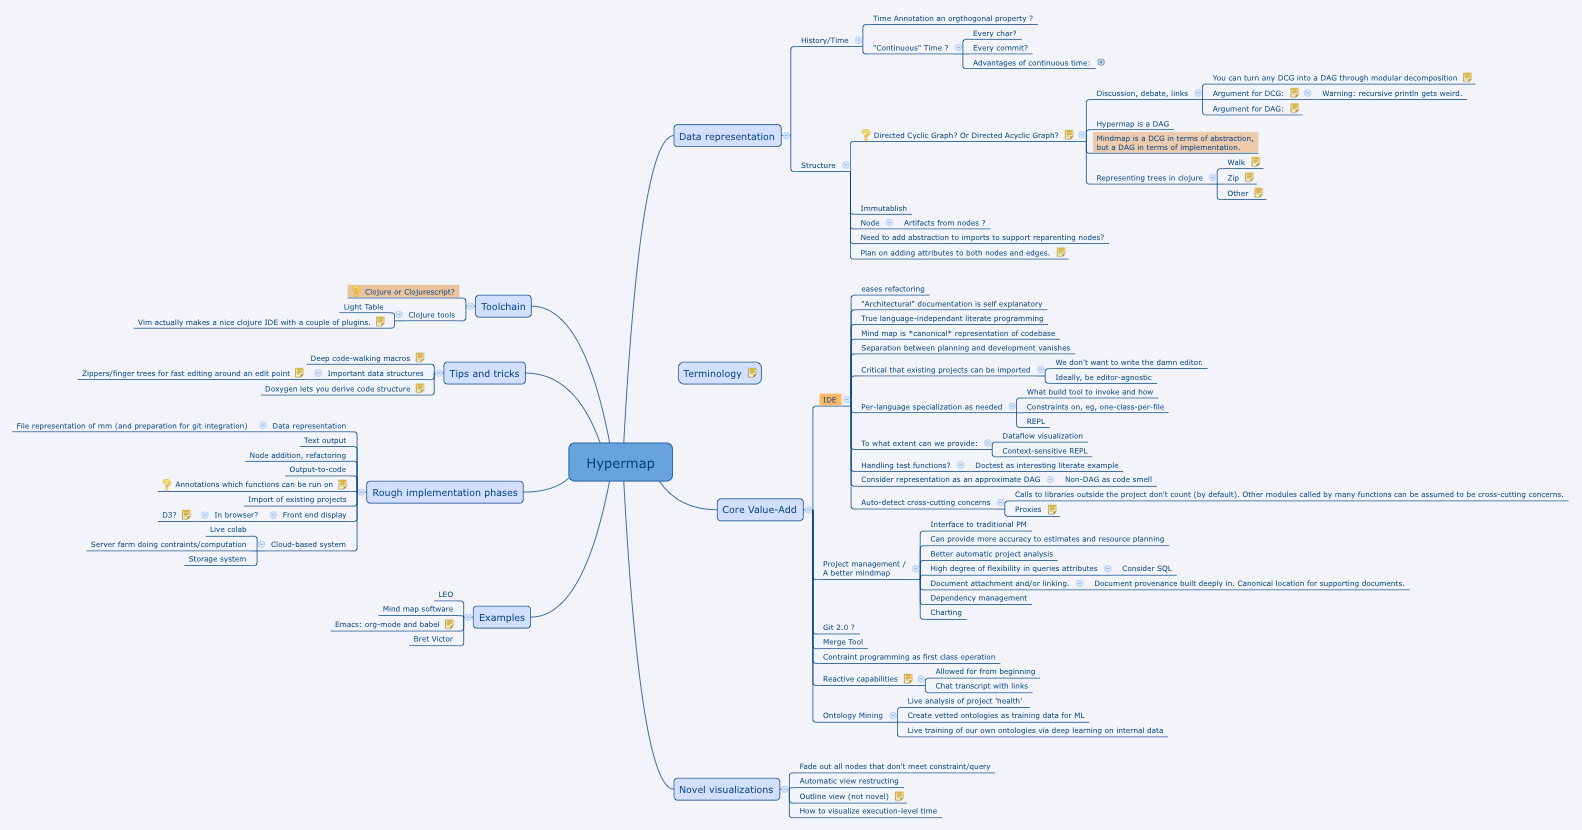 Hypermap
Data representation
History/Time
Time Annotation an orgthogonal property ?
"Continuous" Time ?
Every char?
Every commit?
Advantages of continuous time:
Structure
Directed Cyclic Graph? Or Directed Acyclic Graph?
Discussion, debate, links
You can turn any DCG into a DAG through modular decomposition
Argument for DCG:
Warning: recursive println gets weird.
Argument for DAG:
Hypermap is a DAG
Mindmap is a DCG in terms of abstraction,
but a DAG in terms of implementation.
Representing trees in clojure
Walk
Zip
Other
Immutablish
Node
Artifacts from nodes ?
Need to add abstraction to imports to support reparenting nodes?
Plan on adding attributes to both nodes and edges.
Toolchain
Clojure or Clojurescript?
Clojure tools
Light Table
Vim actually makes a nice clojure IDE with a couple of plugins.
Tips and tricks
Deep code-walking macros
Important data structures
Zippers/finger trees for fast editing around an edit point
Doxygen lets you derive code structure
Terminology
Rough implementation phases
Data representation
File representation of mm (and preparation for git integration)
Text output
Node addition, refactoring
Output-to-code
Annotations which functions can be run on
Import of existing projects
Front end display
In browser?
D3?
Cloud-based system
Live colab
Server farm doing contraints/computation
Storage system
Examples
LEO
Mind map software
Emacs: org-mode and babel
Bret Victor
Core Value-Add
IDE
eases refactoring
"Architectural" documentation is self explanatory
True language-independant literate programming
Mind map is *canonical* representation of codebase
Separation between planning and development vanishes
Critical that existing projects can be imported
We don't want to write the damn editor.
Ideally, be editor-agnostic
Per-language specialization as needed
What build tool to invoke and how
Constraints on, eg, one-class-per-file
REPL
To what extent can we provide:
Dataflow visualization
Context-sensitive REPL
Handling test functions?
Doctest as interesting literate example
Consider representation as an approximate DAG
Non-DAG as code smell
Auto-detect cross-cutting concerns
Calls to libraries outside the project don't count (by default). Other modules called by many functions can be assumed to be cross-cutting concerns.
Proxies
Project management /
A better mindmap
Interface to traditional PM
Can provide more accuracy to estimates and resource planning
Better automatic project analysis
High degree of flexibility in queries attributes
Consider SQL
Document attachment and/or linking.
Document provenance built deeply in. Canonical location for supporting documents.
Dependency management
Charting
Git 2.0 ?
Merge Tool
Contraint programming as first class operation
Reactive capabilities
Allowed for from beginning
Chat transcript with links
Ontology Mining
Live analysis of project 'health'
Create vetted ontologies as training data for ML
Live training of our own ontologies via deep learning on internal data
Novel visualizations
Fade out all nodes that don't meet constraint/query
Automatic view restructing
Outline view (not novel)
How to visualize execution-level time